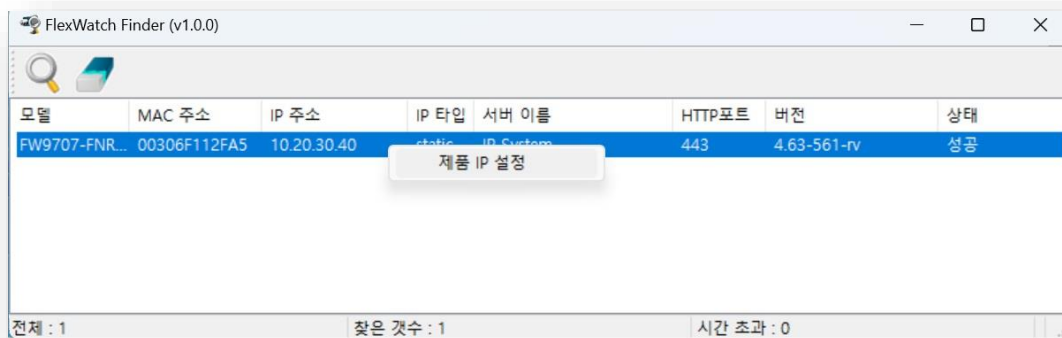 FlexWatch Finder (v1.0.0)
모델 MAC 주소 IP 주소 IP 타입 서버 이름 HTTP포트 버전 상태
FW9707-FNR... 00306F112FA5 10.20.30.40 static IP System 443 4.63-561-rv 성공
제품 IP 설정
전체 : 1 찾은 갯수 : 1 시간 초과 : 0